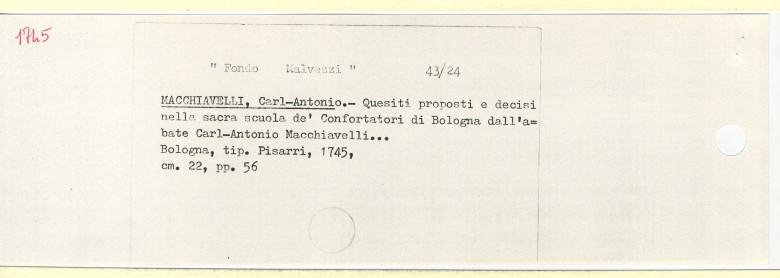 1745
" Fondo Malvezzi " 43/24
MACCHIAVELLI, Carl-Antonio.- Quesiti proposti e decisi
nella sacra scuola de' Confortatori di Bologna dall'a=
bate Carl-Antonio Macchiavelli...
Bologna, tip. Pisarri, 1745,
cm. 22, pp. 56